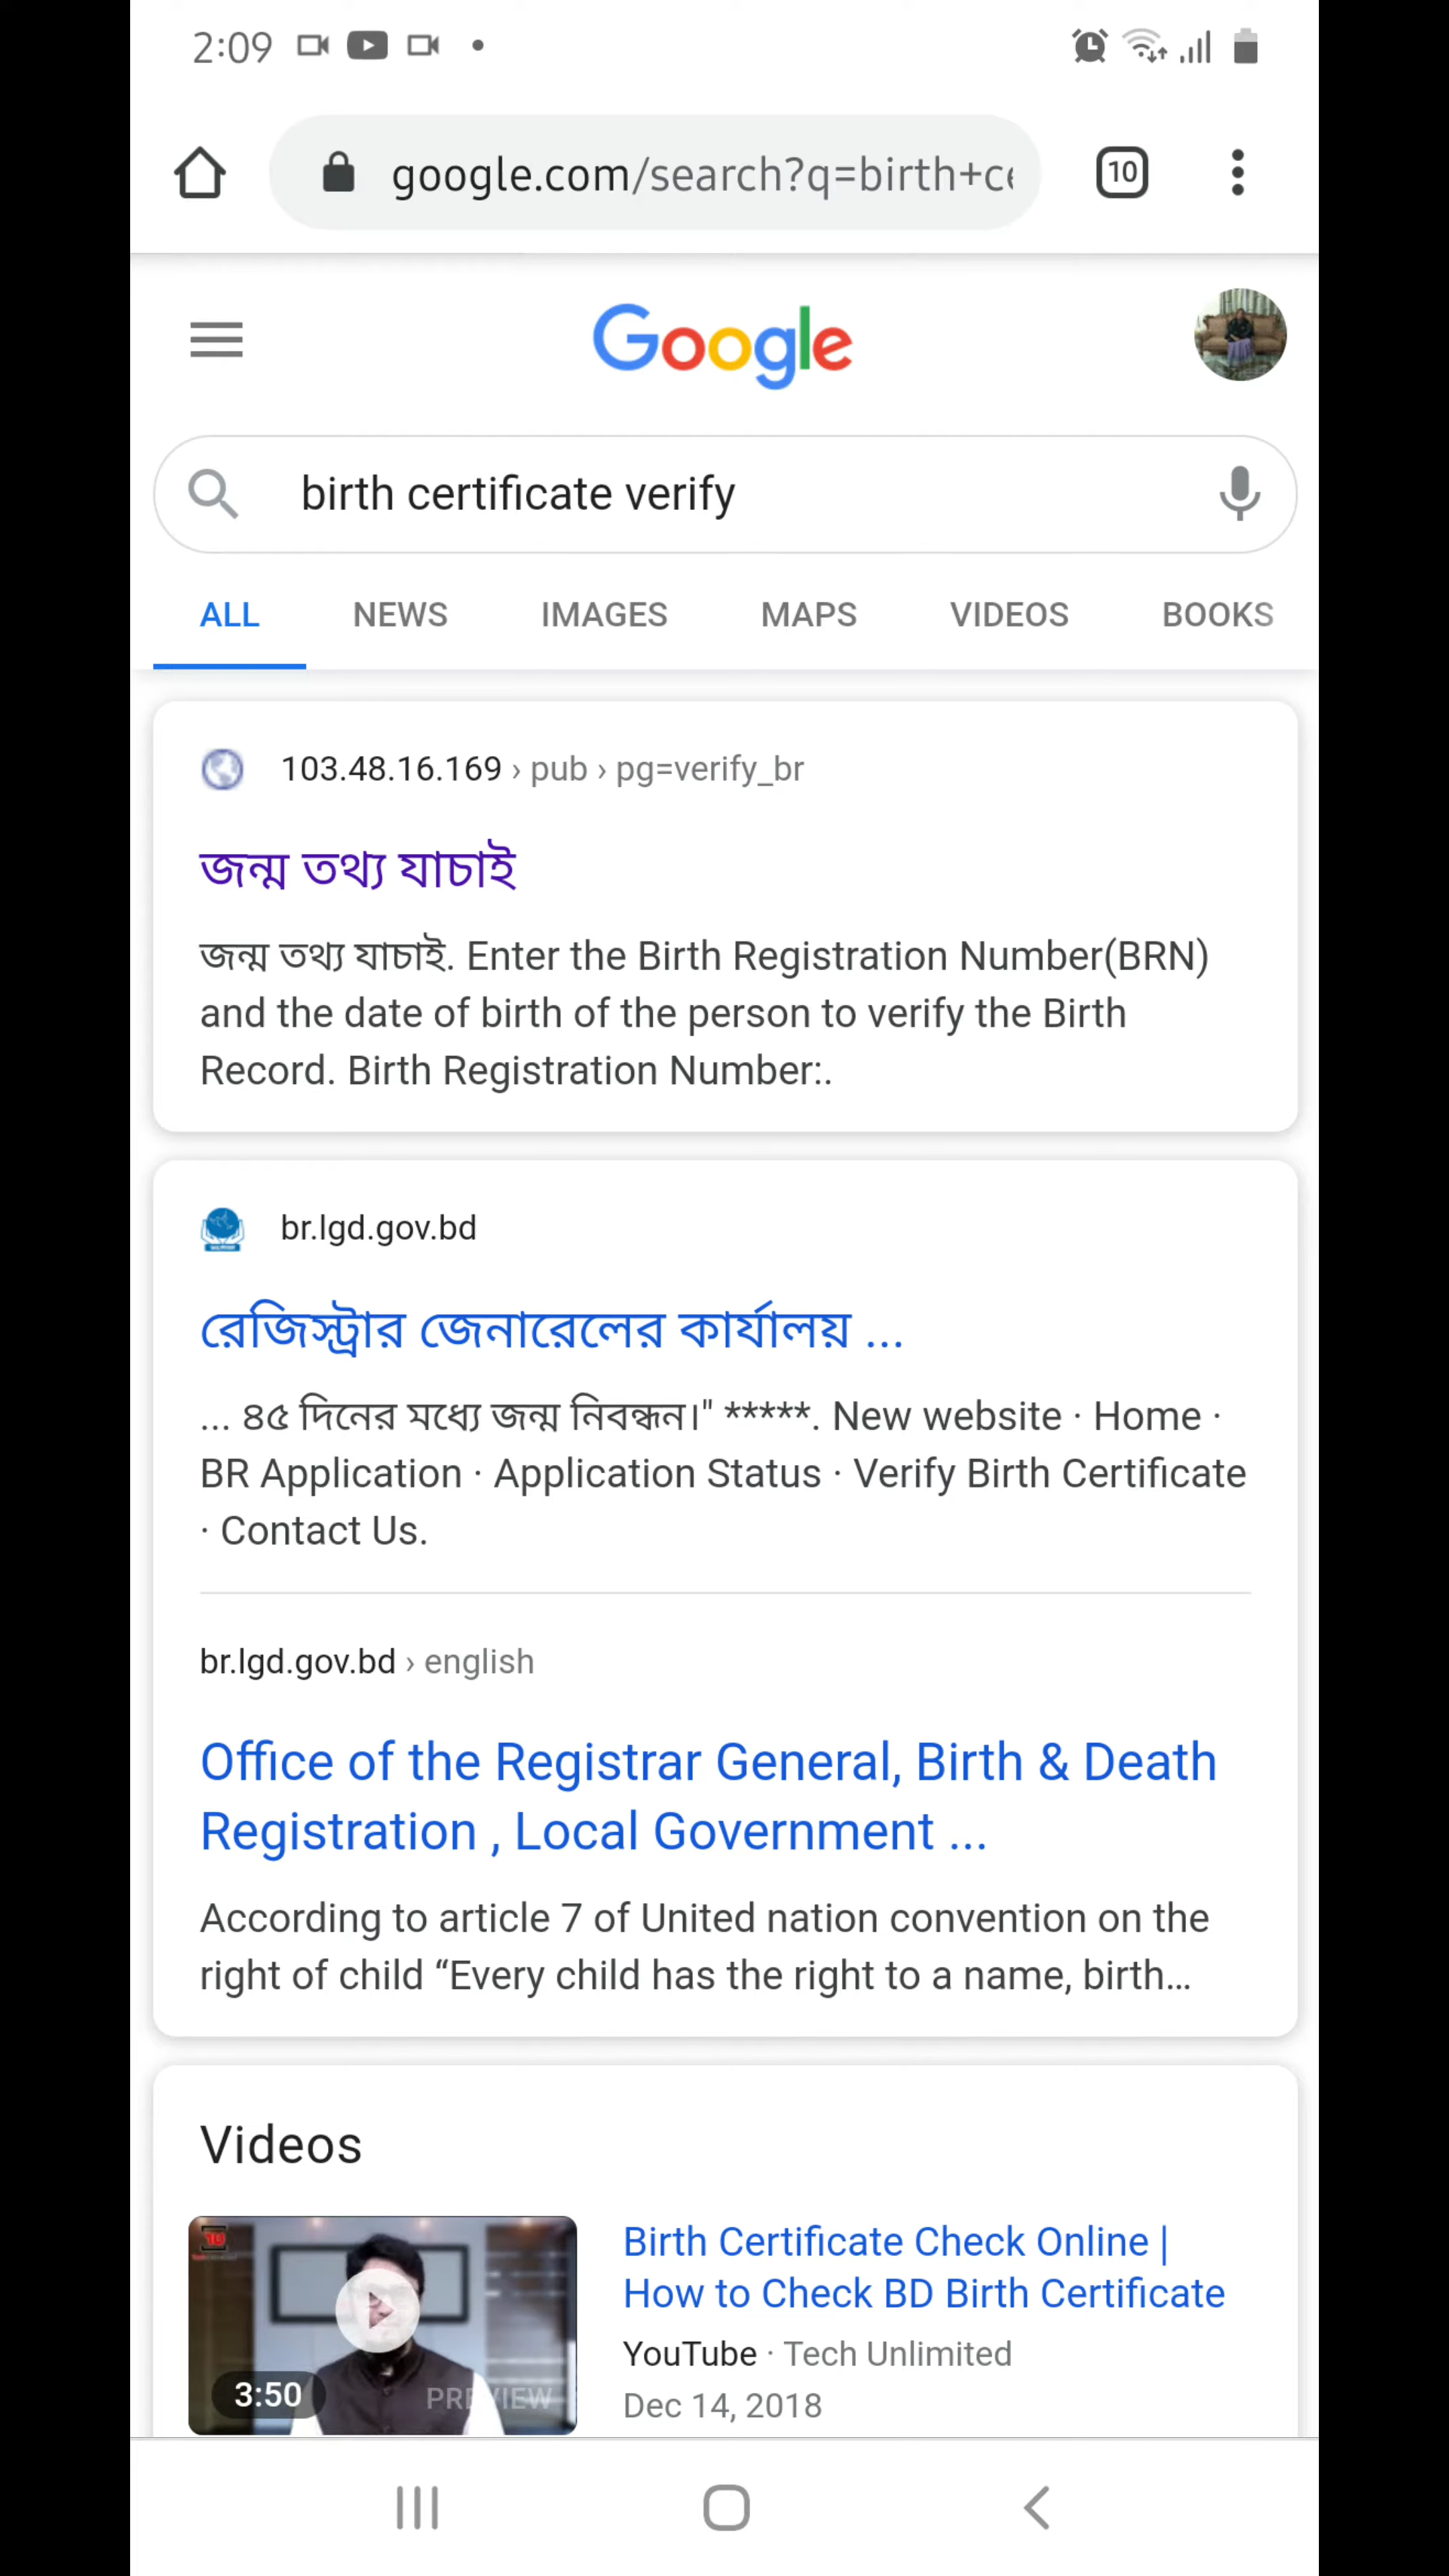 2:09
google.com/search?q=birth+ce
10
Google
birth certificate verify
ALL NEWS IMAGES MAPS VIDEOS BOOKS
103.48.16.169 › pub › pg=verify_br
জন্ম তথ্য যাচাই
জন্ম তথ্য যাচাই. Enter the Birth Registration Number(BRN)
and the date of birth of the person to verify the Birth
Record. Birth Registration Number:.
br.lgd.gov.bd
রেজিস্ট্রার জেনারেলের কার্যালয় ...
... ৪৫ দিনের মধ্যে জন্ম নিবন্ধন।" *****. New website · Home ·
BR Application · Application Status · Verify Birth Certificate
· Contact Us.
br.lgd.gov.bd › english
Office of the Registrar General, Birth & Death
Registration , Local Government ...
According to article 7 of United nation convention on the
right of child “Every child has the right to a name, birth...
Videos
Birth Certificate Check Online |
How to Check BD Birth Certificate
YouTube · Tech Unlimited
Dec 14, 2018
3:50
PREVIEW